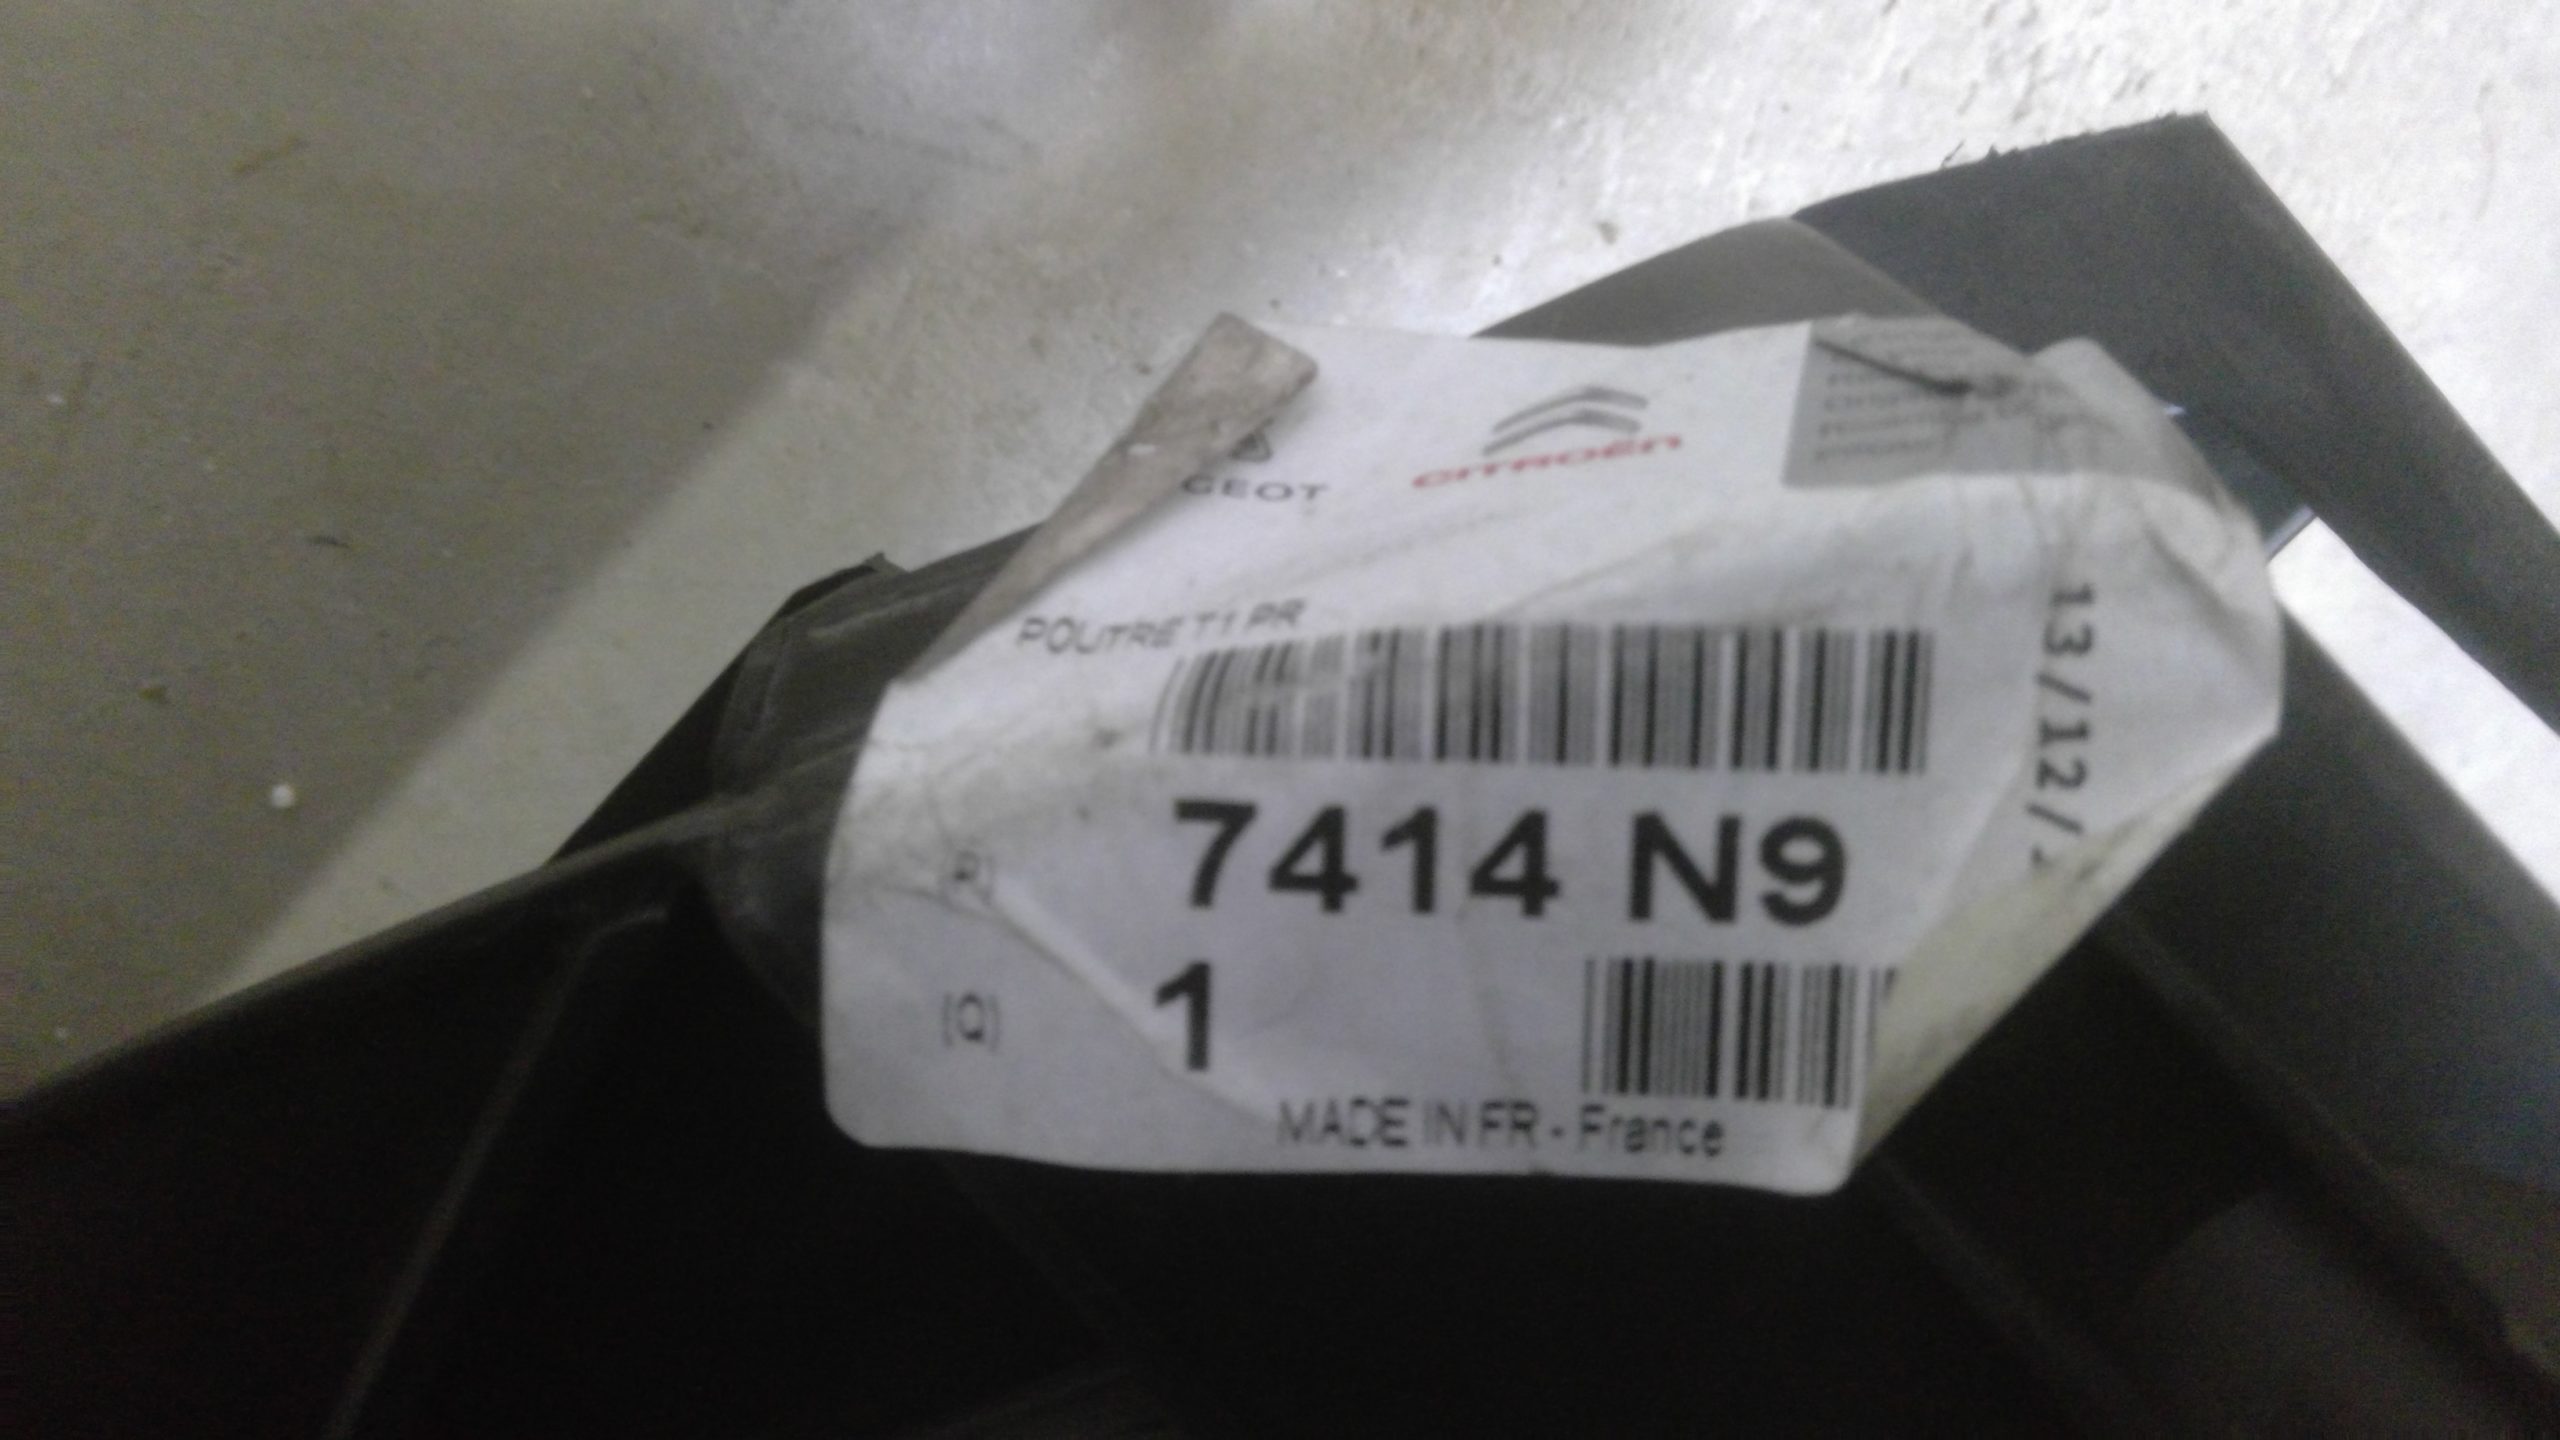 GEOT
CITROËN
POUTRE T1 PR
13/12/
(P) 7414 N9
(Q) 1
MADE IN FR - France